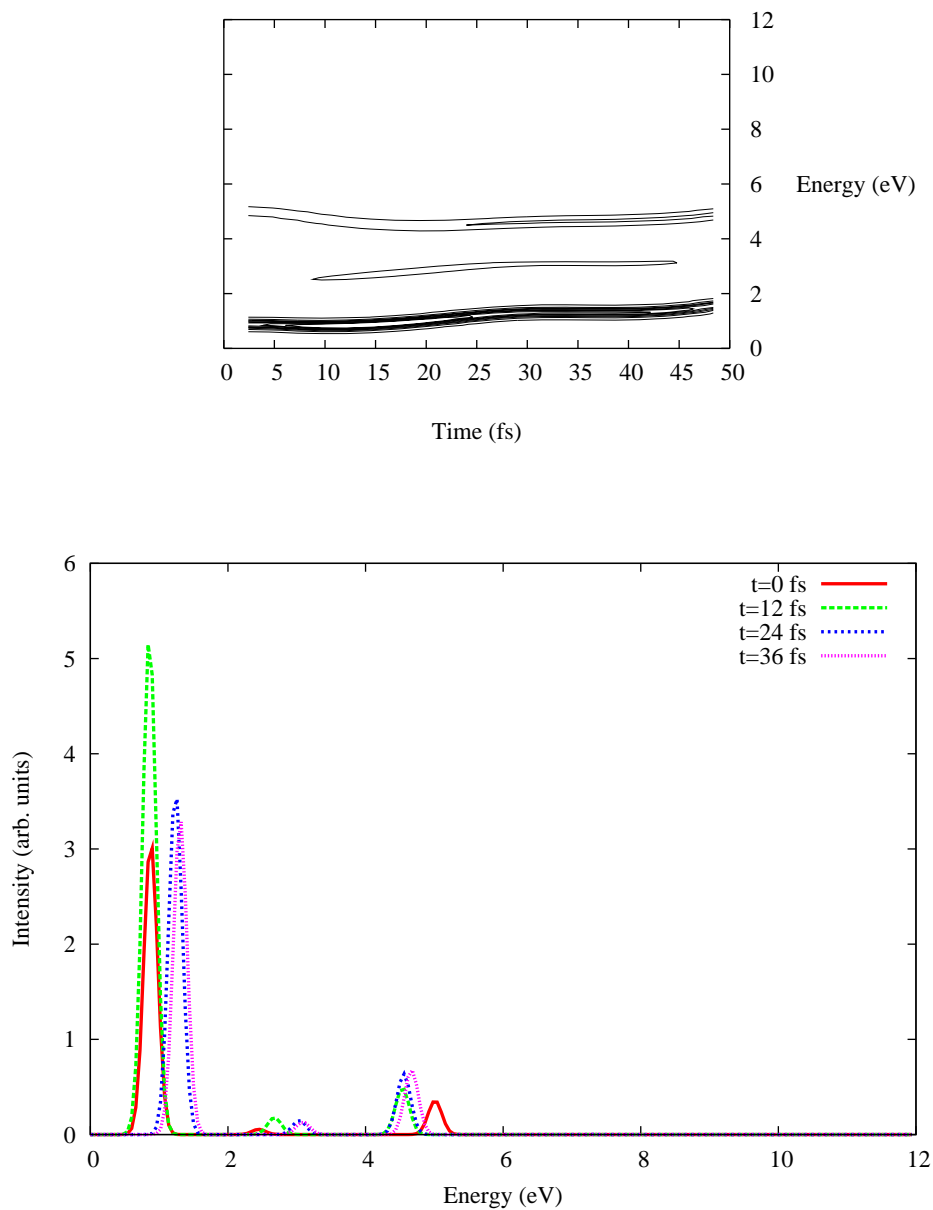 12
10
8
6
4
2
0
Energy (eV)
0 5 10 15 20 25 30 35 40 45 50
Time (fs)
6
5
4
3
2
1
0
Intensity (arb. units)
t=0 fs
t=12 fs
t=24 fs
t=36 fs
0 2 4 6 8 10 12
Energy (eV)